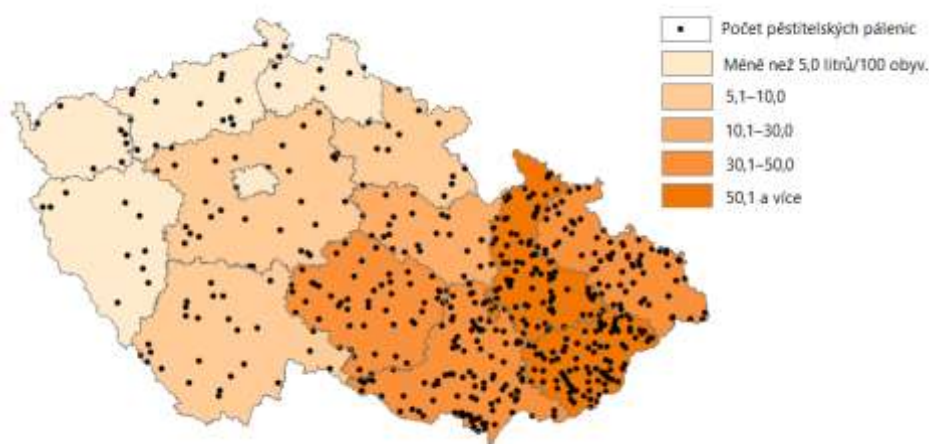 Počet pěstitelských pálenic
Méně než 5,0 litrů/100 obyv.
5,1–10,0
10,1–30,0
30,1–50,0
50,1 a více